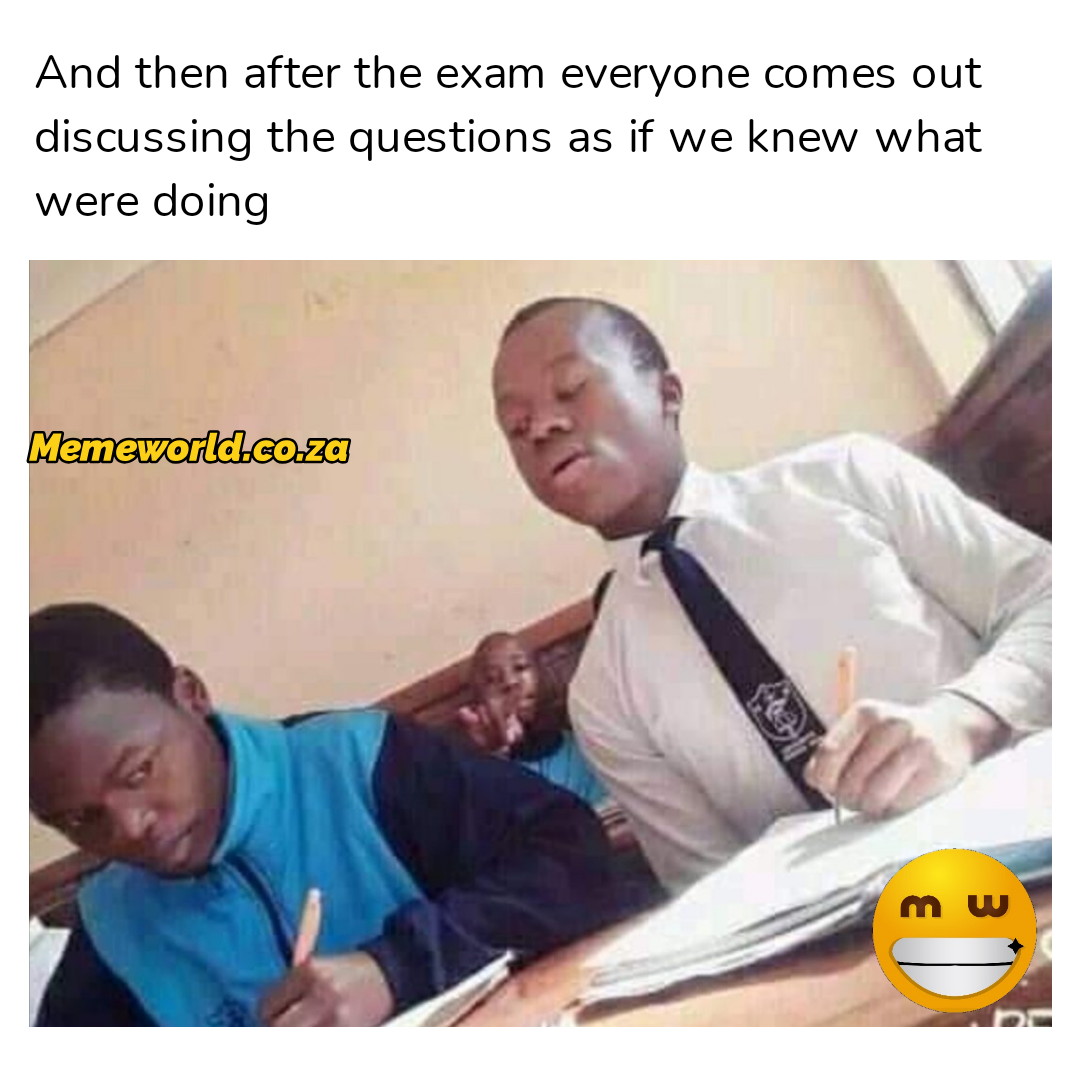 And then after the exam everyone comes out
discussing the questions as if we knew what
were doing
Memeworld.co.za
m w